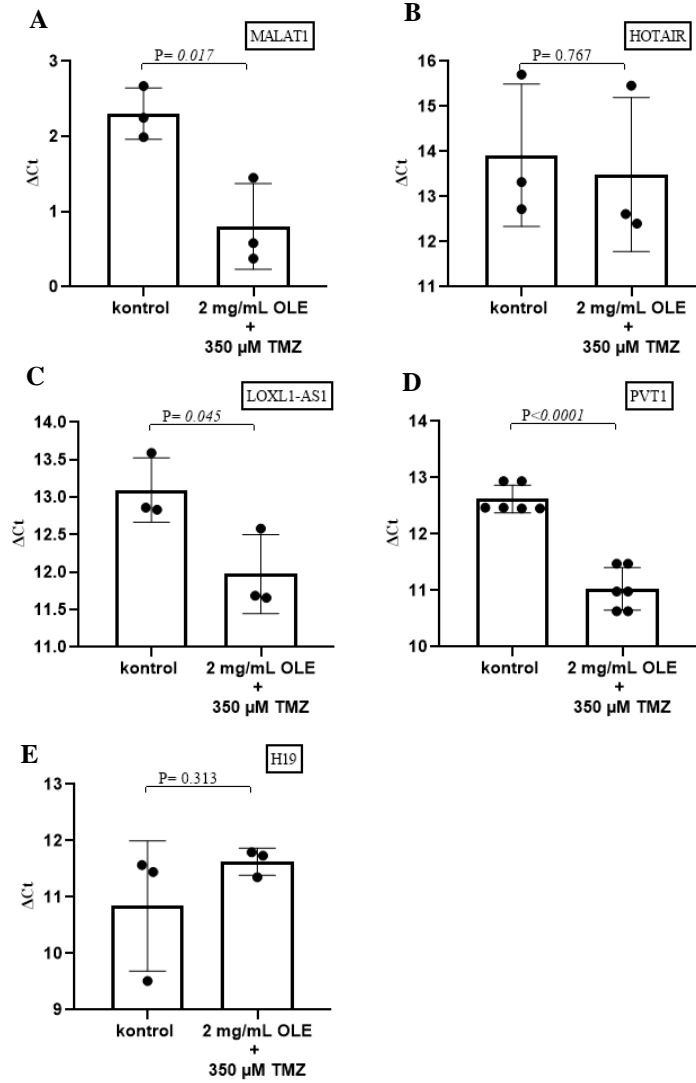 A
MALAT1
P= 0.017
3
2
1
0
ΔCt
kontrol
2 mg/mL OLE
+
350 µM TMZ
B
HOTAIR
P= 0.767
16
15
14
13
12
11
ΔCt
kontrol
2 mg/mL OLE
+
350 µM TMZ
C
LOXL1-AS1
P= 0.045
14.0
13.5
13.0
12.5
12.0
11.5
11.0
ΔCt
kontrol
2 mg/mL OLE
+
350 µM TMZ
D
PVT1
P<0.0001
14
13
12
11
10
ΔCt
kontrol
2 mg/mL OLE
+
350 µM TMZ
E
H19
P= 0.313
13
12
11
10
9
ΔCt
kontrol
2 mg/mL OLE
+
350 µM TMZ